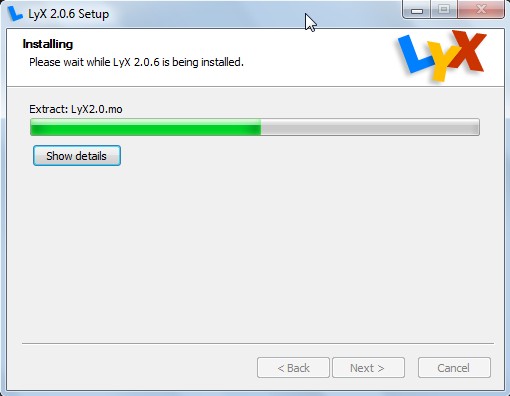 LyX 2.0.6 Setup
Installing
Please wait while LyX 2.0.6 is being installed.
LYX
Extract: LyX2.0.mo
Show details
< Back
Next >
Cancel